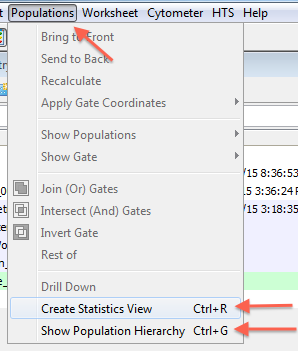 Populations Worksheet Cytometer HTS Help
Bring to Front
Send to Back
Recalculate
Apply Gate Coordinates
/15 8:36:53
/15 3:36:24 P
/15 3:18:35
Show Populations
Show Gate
Join (Or) Gates
Intersect (And) Gates
Invert Gate
Rest of
Drill Down
Create Statistics View Ctrl+R
Show Population Hierarchy Ctrl+G